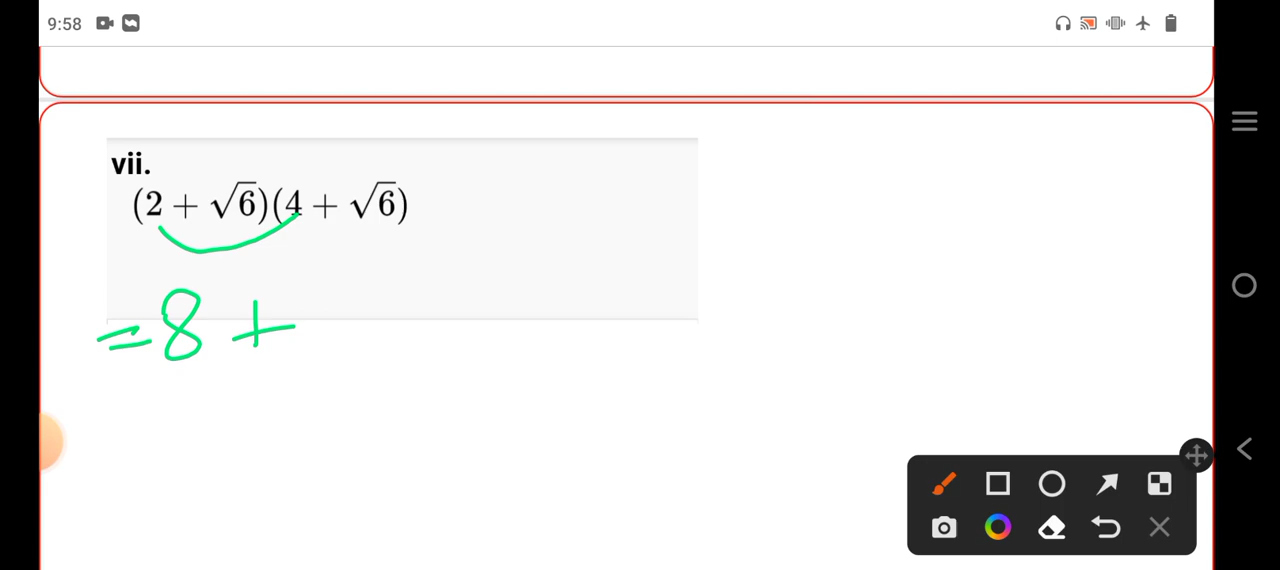 9:58
vii.
(2 + √6)(4 + √6)
= 8 +